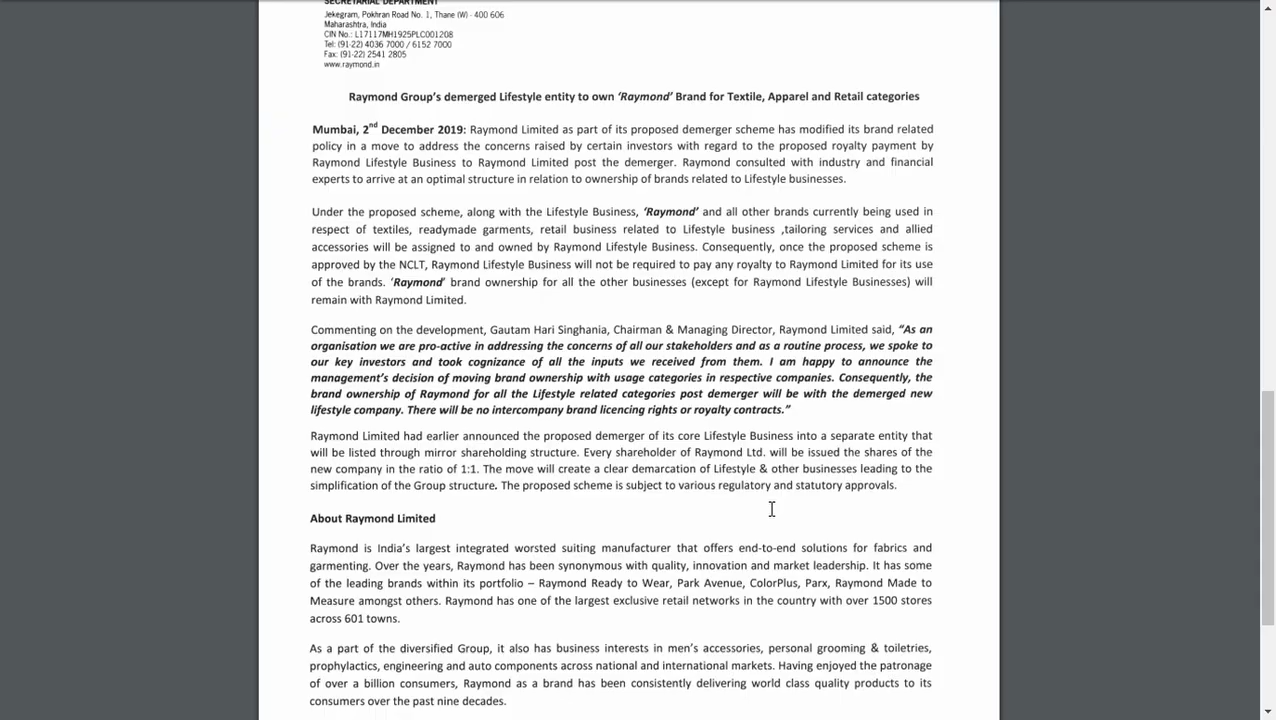 SECRETARIAL DEPARTMENT
Jekegram, Pokhran Road No. 1, Thane (W) - 400 606
Maharashtra, India
CIN No.: L17117MH1925PLC001208
Tel: (91-22) 4036 7000 / 6152 7000
Fax: (91-22) 2541 2805
www.raymond.in
Raymond Group's demerged Lifestyle entity to own 'Raymond' Brand for Textile, Apparel and Retail categories
Mumbai, 2nd December 2019: Raymond Limited as part of its proposed demerger scheme has modified its brand related
policy in a move to address the concerns raised by certain investors with regard to the proposed royalty payment by
Raymond Lifestyle Business to Raymond Limited post the demerger. Raymond consulted with industry and financial
experts to arrive at an optimal structure in relation to ownership of brands related to Lifestyle businesses.
Under the proposed scheme, along with the Lifestyle Business, 'Raymond' and all other brands currently being used in
respect of textiles, readymade garments, retail business related to Lifestyle business ,tailoring services and allied
accessories will be assigned to and owned by Raymond Lifestyle Business. Consequently, once the proposed scheme is
approved by the NCLT, Raymond Lifestyle Business will not be required to pay any royalty to Raymond Limited for its use
of the brands. 'Raymond' brand ownership for all the other businesses (except for Raymond Lifestyle Businesses) will
remain with Raymond Limited.
Commenting on the development, Gautam Hari Singhania, Chairman & Managing Director, Raymond Limited said, "As an
organisation we are pro-active in addressing the concerns of all our stakeholders and as a routine process, we spoke to
our key investors and took cognizance of all the inputs we received from them. I am happy to announce the
management's decision of moving brand ownership with usage categories in respective companies. Consequently, the
brand ownership of Raymond for all the Lifestyle related categories post demerger will be with the demerged new
lifestyle company. There will be no intercompany brand licencing rights or royalty contracts."
Raymond Limited had earlier announced the proposed demerger of its core Lifestyle Business into a separate entity that
will be listed through mirror shareholding structure. Every shareholder of Raymond Ltd. will be issued the shares of the
new company in the ratio of 1:1. The move will create a clear demarcation of Lifestyle & other businesses leading to the
simplification of the Group structure. The proposed scheme is subject to various regulatory and statutory approvals.
About Raymond Limited
Raymond is India's largest integrated worsted suiting manufacturer that offers end-to-end solutions for fabrics and
garmenting. Over the years, Raymond has been synonymous with quality, innovation and market leadership. It has some
of the leading brands within its portfolio – Raymond Ready to Wear, Park Avenue, ColorPlus, Parx, Raymond Made to
Measure amongst others. Raymond has one of the largest exclusive retail networks in the country with over 1500 stores
across 601 towns.
As a part of the diversified Group, it also has business interests in men's accessories, personal grooming & toiletries,
prophylactics, engineering and auto components across national and international markets. Having enjoyed the patronage
of over a billion consumers, Raymond as a brand has been consistently delivering world class quality products to its
consumers over the past nine decades.